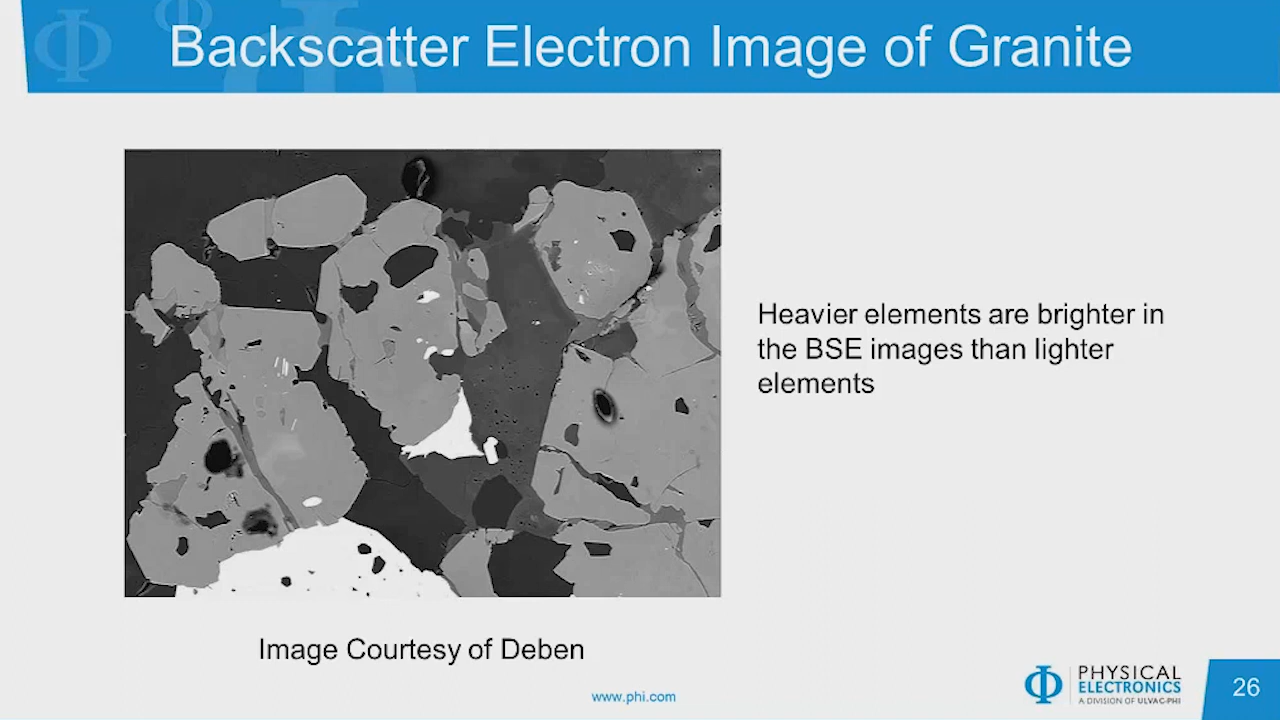 Backscatter Electron Image of Granite
Heavier elements are brighter in
the BSE images than lighter
elements
Image Courtesy of Deben
www.phi.com
PHYSICAL
ELECTRONICS
A DIVISION OF ULVAC-PHI
26